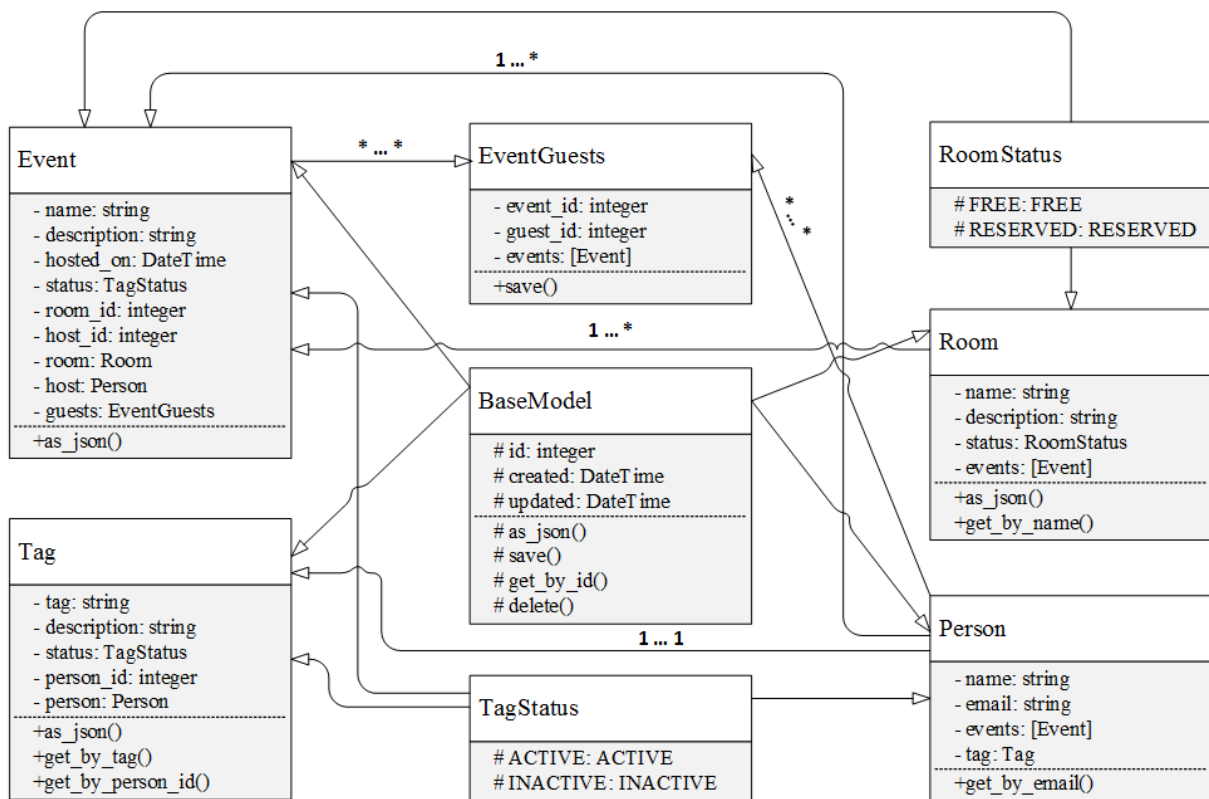 1 ... *
Event
- name: string
- description: string
- hosted_on: DateTime
- status: TagStatus
- room_id: integer
- host_id: integer
- room: Room
- host: Person
- guests: EventGuests
+as_json()
* ... *
EventGuests
- event_id: integer
- guest_id: integer
- events: [Event]
+save()
* ... *
RoomStatus
# FREE: FREE
# RESERVED: RESERVED
1 ... *
Room
- name: string
- description: string
- status: RoomStatus
- events: [Event]
+as_json()
+get_by_name()
BaseModel
# id: integer
# created: DateTime
# updated: DateTime
# as_json()
# save()
# get_by_id()
# delete()
Tag
- tag: string
- description: string
- status: TagStatus
- person_id: integer
- person: Person
+as_json()
+get_by_tag()
+get_by_person_id()
1 ... 1
TagStatus
# ACTIVE: ACTIVE
# INACTIVE: INACTIVE
Person
- name: string
- email: string
- events: [Event]
- tag: Tag
+get_by_email()